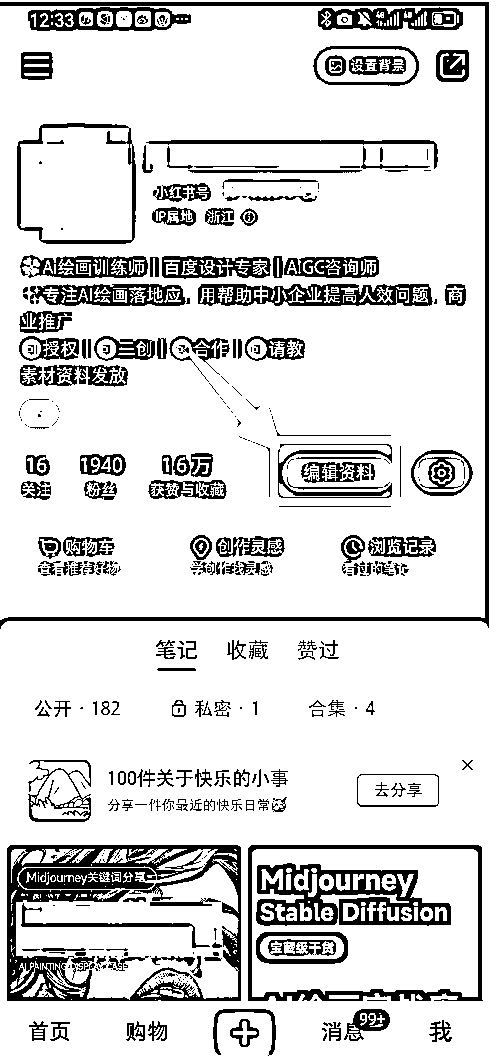 12:33
设置背景
小红书号
IP属地 浙江
AI绘画训练师 || 百度设计专家 || AIGC咨询师
专注AI绘画落地应，用帮助中小企业提高人效问题，商
业推广
授权 || 二创 || 合作 || 请教
素材资料发放
16 1940 1.6万
关注 粉丝 获赞与收藏
编辑资料
购物车 创作灵感 浏览记录
查看推荐好物 学创作找灵感 看过的笔记
笔记 收藏 赞过
公开 · 182 私密 · 1 合集 · 4
100件关于快乐的小事
分享一件你最近的快乐日常
去分享
Midjourney关键词分享
Midjourney
Stable Diffusion
宝藏级干货
首页 购物 消息 99+ 我